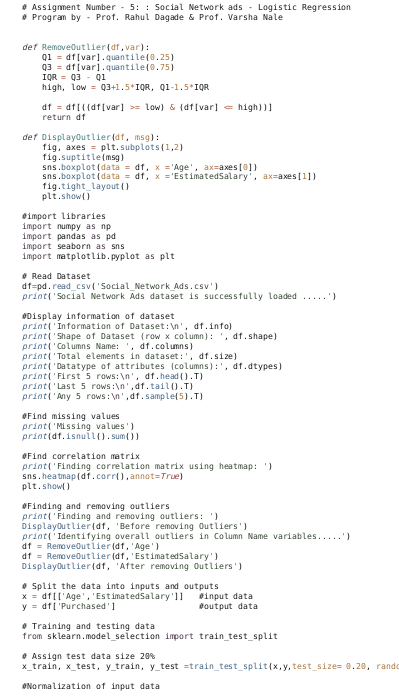 # Assignment Number - 5: : Social Network ads - Logistic Regression
# Program by - Prof. Rahul Dagade & Prof. Varsha Nale
def RemoveOutlier(df,var):
Q1 = df[var].quantile(0.25)
Q3 = df[var].quantile(0.75)
IQR = Q3 - Q1
high, low = Q3+1.5*IQR, Q1-1.5*IQR
df = df[((df[var] >= low) & (df[var] <= high))]
return df
def DisplayOutlier(df, msg):
fig, axes = plt.subplots(1,2)
fig.suptitle(msg)
sns.boxplot(data = df, x ='Age', ax=axes[0])
sns.boxplot(data = df, x ='EstimatedSalary', ax=axes[1])
fig.tight_layout()
plt.show()
#import libraries
import numpy as np
import pandas as pd
import seaborn as sns
import matplotlib.pyplot as plt
# Read Dataset
df=pd.read_csv('Social_Network_Ads.csv')
print('Social Network Ads dataset is successfully loaded .....')
#Display information of dataset
print('Information of Dataset:\n', df.info)
print('Shape of Dataset (row x column): ', df.shape)
print('Columns Name: ', df.columns)
print('Total elements in dataset:', df.size)
print('Datatype of attributes (columns):', df.dtypes)
print('First 5 rows:\n', df.head().T)
print('Last 5 rows:\n',df.tail().T)
print('Any 5 rows:\n',df.sample(5).T)
#Find missing values
print('Missing values')
print(df.isnull().sum())
#Find correlation matrix
print('Finding correlation matrix using heatmap: ')
sns.heatmap(df.corr(),annot=True)
plt.show()
#Finding and removing outliers
print('Finding and removing outliers: ')
DisplayOutlier(df, 'Before removing Outliers')
print('Identifying overall outliers in Column Name variables.....')
df = RemoveOutlier(df,'Age')
df = RemoveOutlier(df,'EstimatedSalary')
DisplayOutlier(df, 'After removing Outliers')
# Split the data into inputs and outputs
x = df[['Age','EstimatedSalary']] #input data
y = df['Purchased'] #output data
# Training and testing data
from sklearn.model_selection import train_test_split
# Assign test data size 20%
x_train, x_test, y_train, y_test =train_test_split(x,y,test_size= 0.20, rando
#Normalization of input data